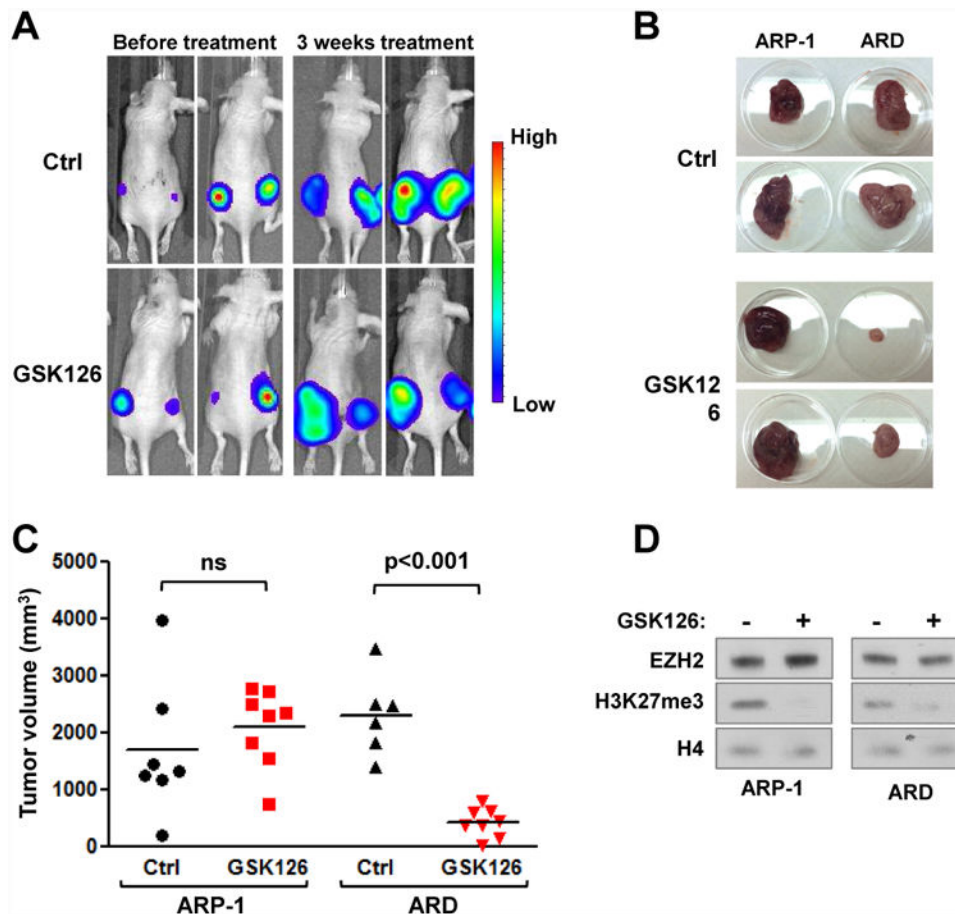 A
Before treatment 3 weeks treatment
Ctrl
GSK126
High
Low
B
ARP-1 ARD
Ctrl
GSK12
6
C
Tumor volume (mm³)
5000
4000
3000
2000
1000
0
ns
p<0.001
Ctrl GSK126 Ctrl GSK126
ARP-1 ARD
D
GSK126: - + - +
EZH2
H3K27me3
H4
ARP-1 ARD